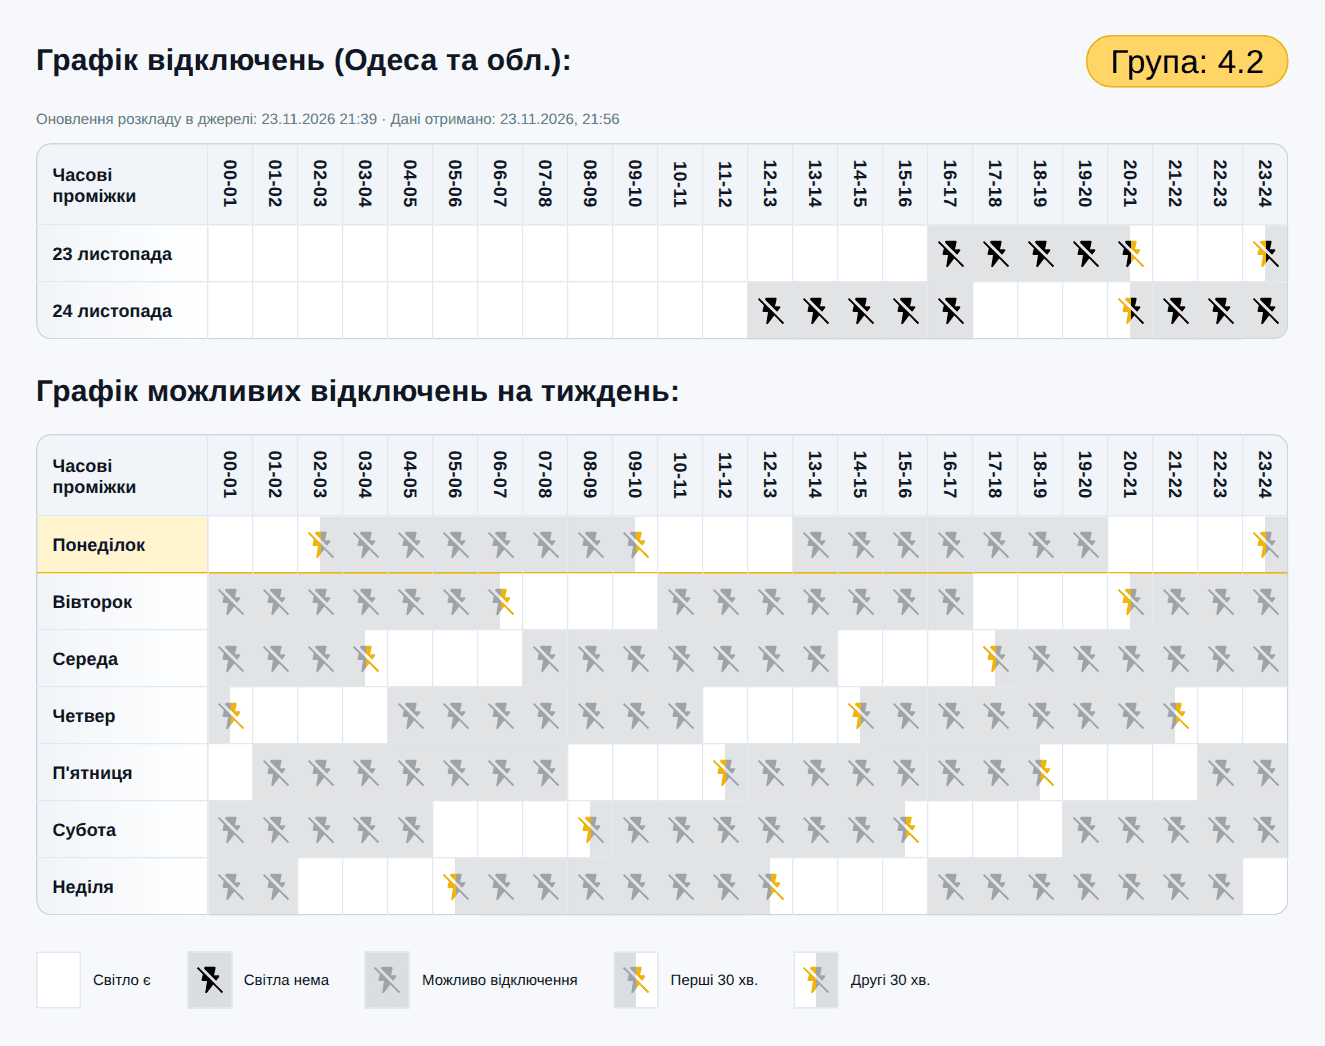 Графік відключень (Одеса та обл.):
Група: 4.2
Оновлення розкладу в джерелі: 23.11.2026 21:39 · Дані отримано: 23.11.2026, 21:56
Часові проміжки 00-01 01-02 02-03 03-04 04-05 05-06 06-07 07-08 08-09 09-10 10-11 11-12 12-13 13-14 14-15 15-16 16-17 17-18 18-19 19-20 20-21 21-22 22-23 23-24
23 листопада
24 листопада
Графік можливих відключень на тиждень:
Часові проміжки 00-01 01-02 02-03 03-04 04-05 05-06 06-07 07-08 08-09 09-10 10-11 11-12 12-13 13-14 14-15 15-16 16-17 17-18 18-19 19-20 20-21 21-22 22-23 23-24
Понеділок
Вівторок
Середа
Четвер
П'ятниця
Субота
Неділя
Світло є Світла нема Можливо відключення Перші 30 хв. Другі 30 хв.